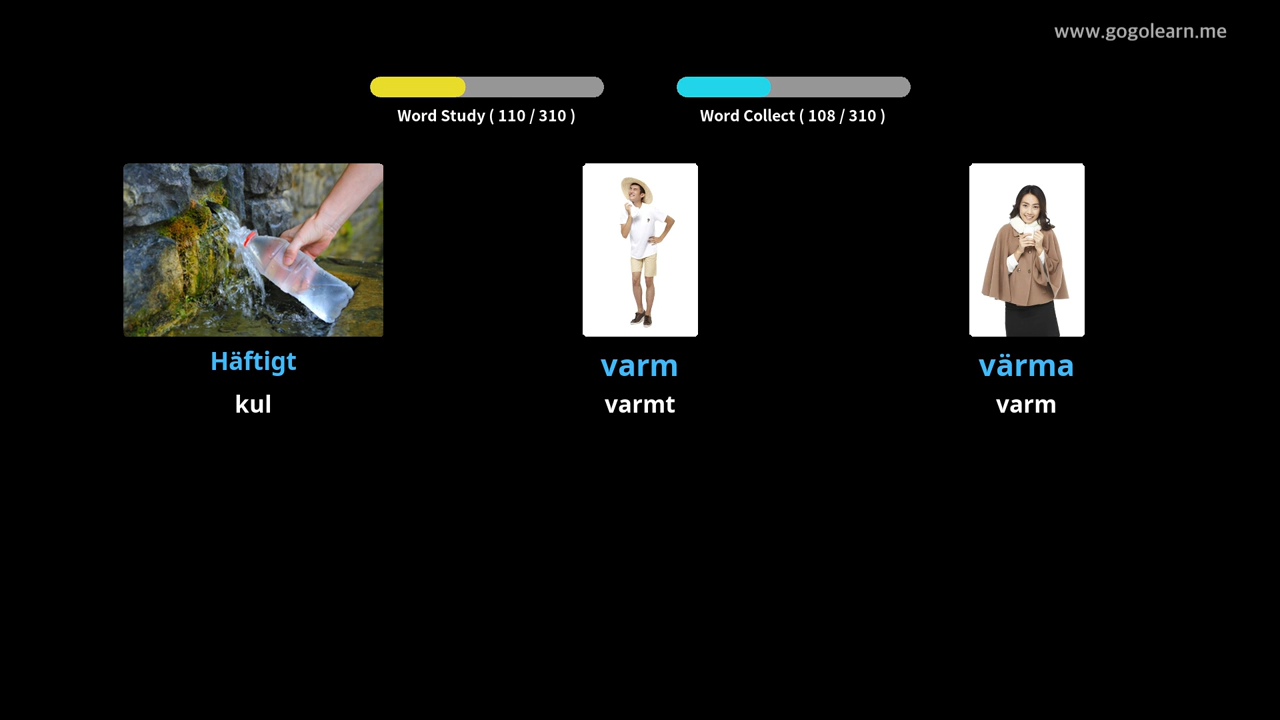 www.gogolearn.me
Word Study ( 110 / 310 )
Word Collect ( 108 / 310 )
Häftigt
varm
värma
kul
varmt
varm